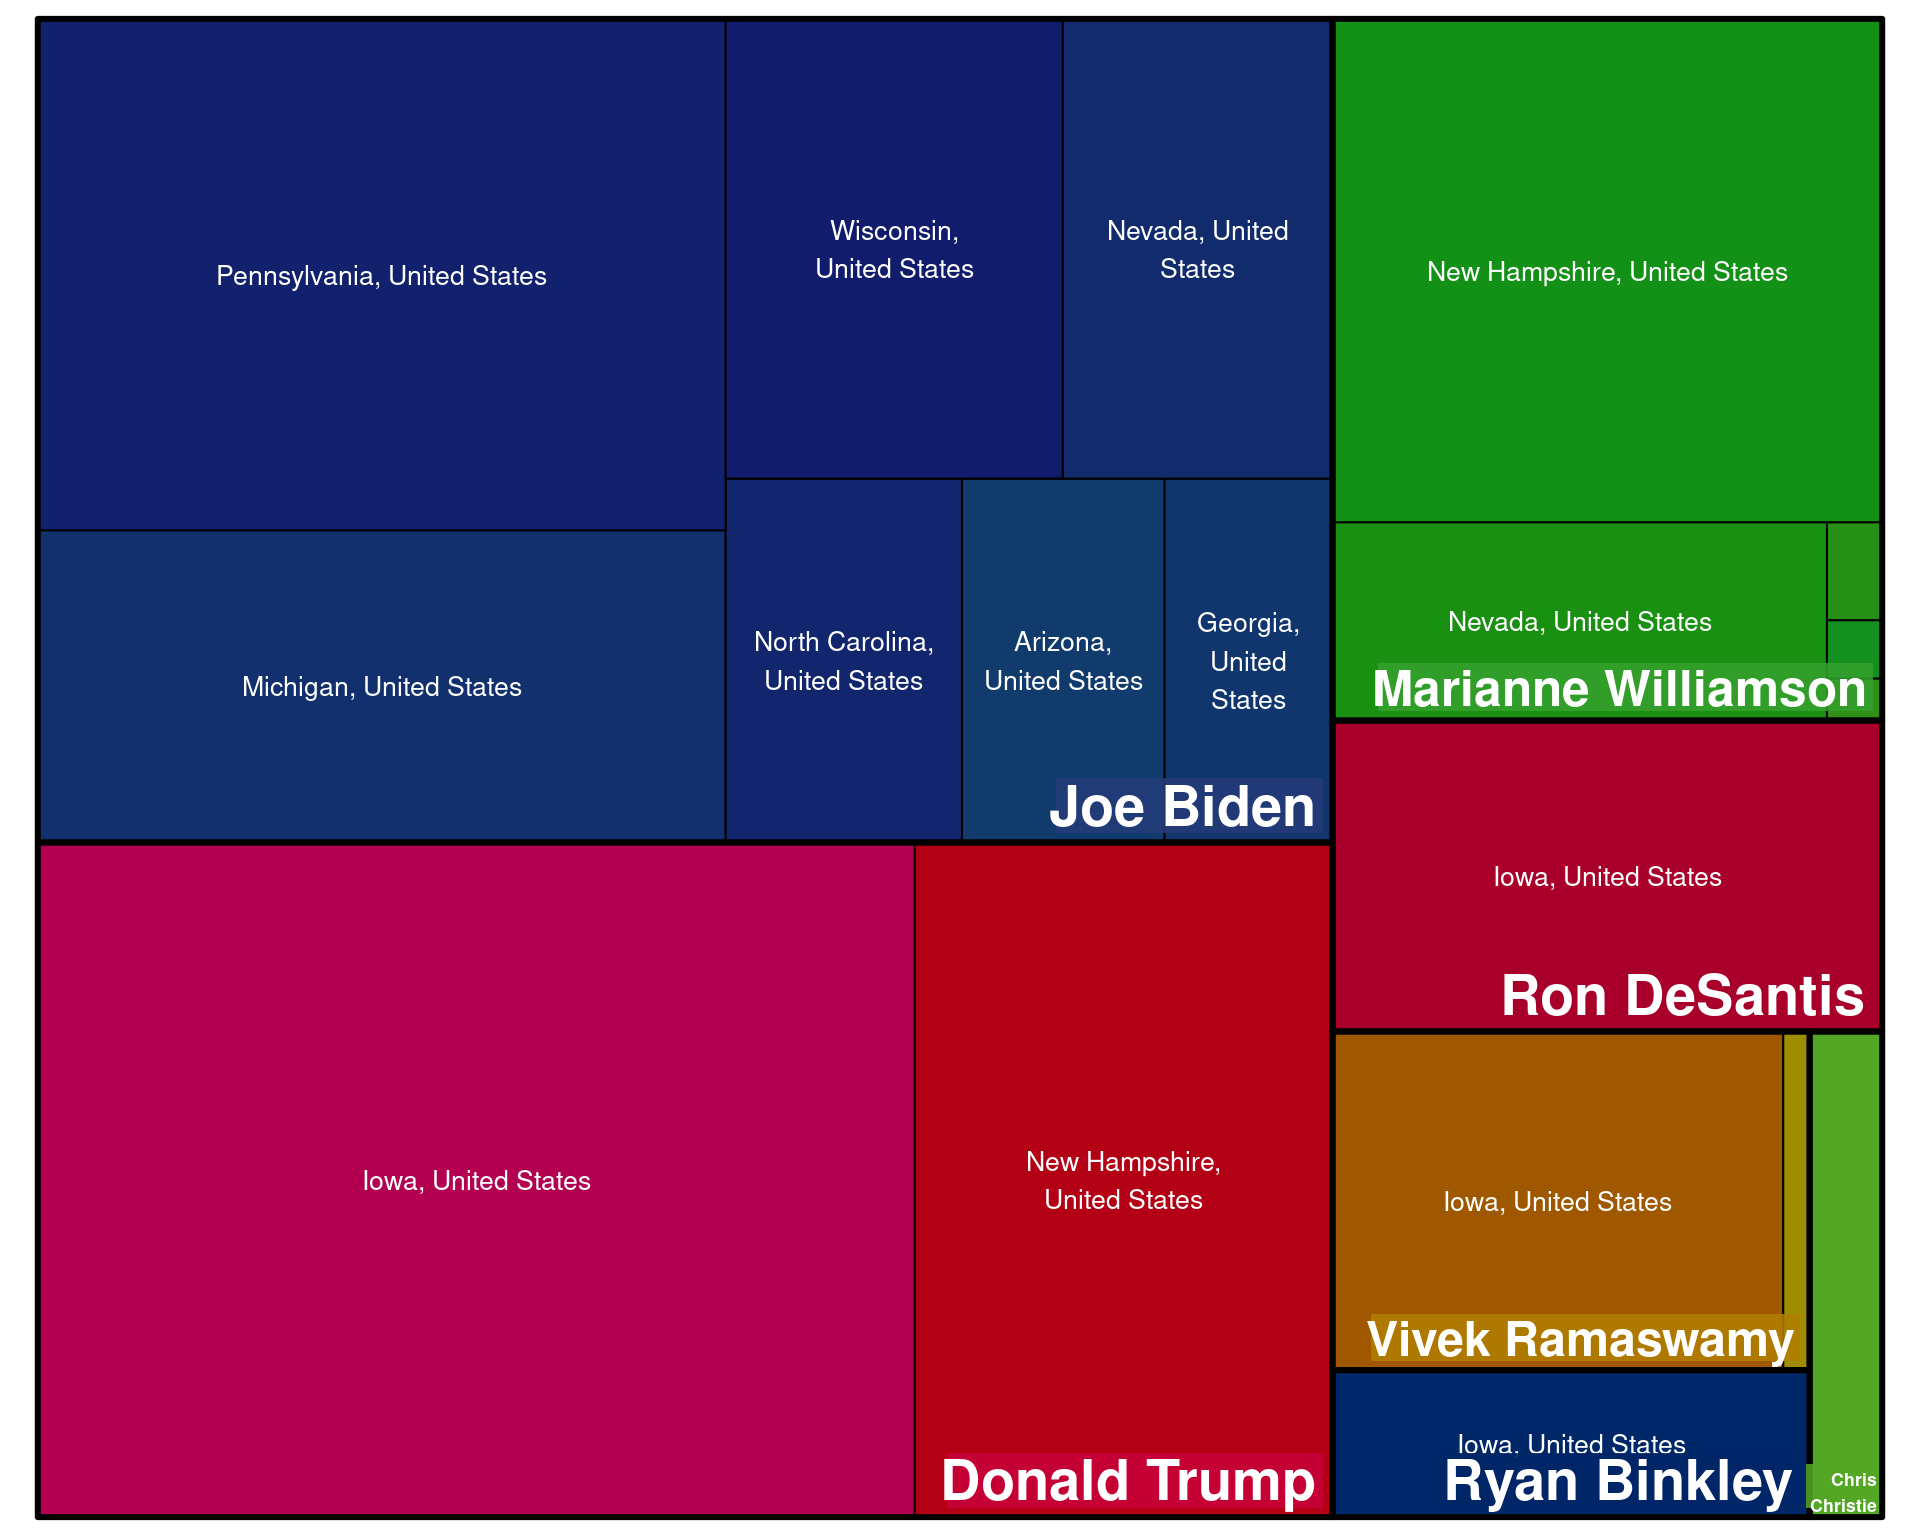 Pennsylvania, United States
Wisconsin,
United States
Nevada, United
States
Michigan, United States
North Carolina,
United States
Arizona,
United States
Georgia,
United
States
Joe Biden
Iowa, United States
New Hampshire,
United States
Donald Trump
New Hampshire, United States
Nevada, United States
Marianne Williamson
Iowa, United States
Ron DeSantis
Iowa, United States
Vivek Ramaswamy
Iowa, United States
Ryan Binkley
Chris
Christie